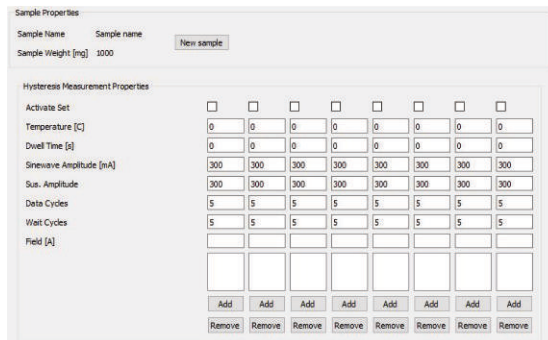 Sample Properties
Sample Name Sample name
New sample
Sample Weight [mg] 1000
Hysteresis Measurement Properties
Activate Set
Temperature [C] 0 0 0 0 0 0 0 0
Dwell Time [s] 0 0 0 0 0 0 0 0
Sinewave Amplitude [mA] 300 300 300 300 300 300 300 300
Sus. Amplitude 300 300 300 300 300 300 300 300
Data Cycles 5 5 5 5 5 5 5 5
Wait Cycles 5 5 5 5 5 5 5 5
Field [A]
Add Add Add Add Add Add Add Add
Remove Remove Remove Remove Remove Remove Remove Remove